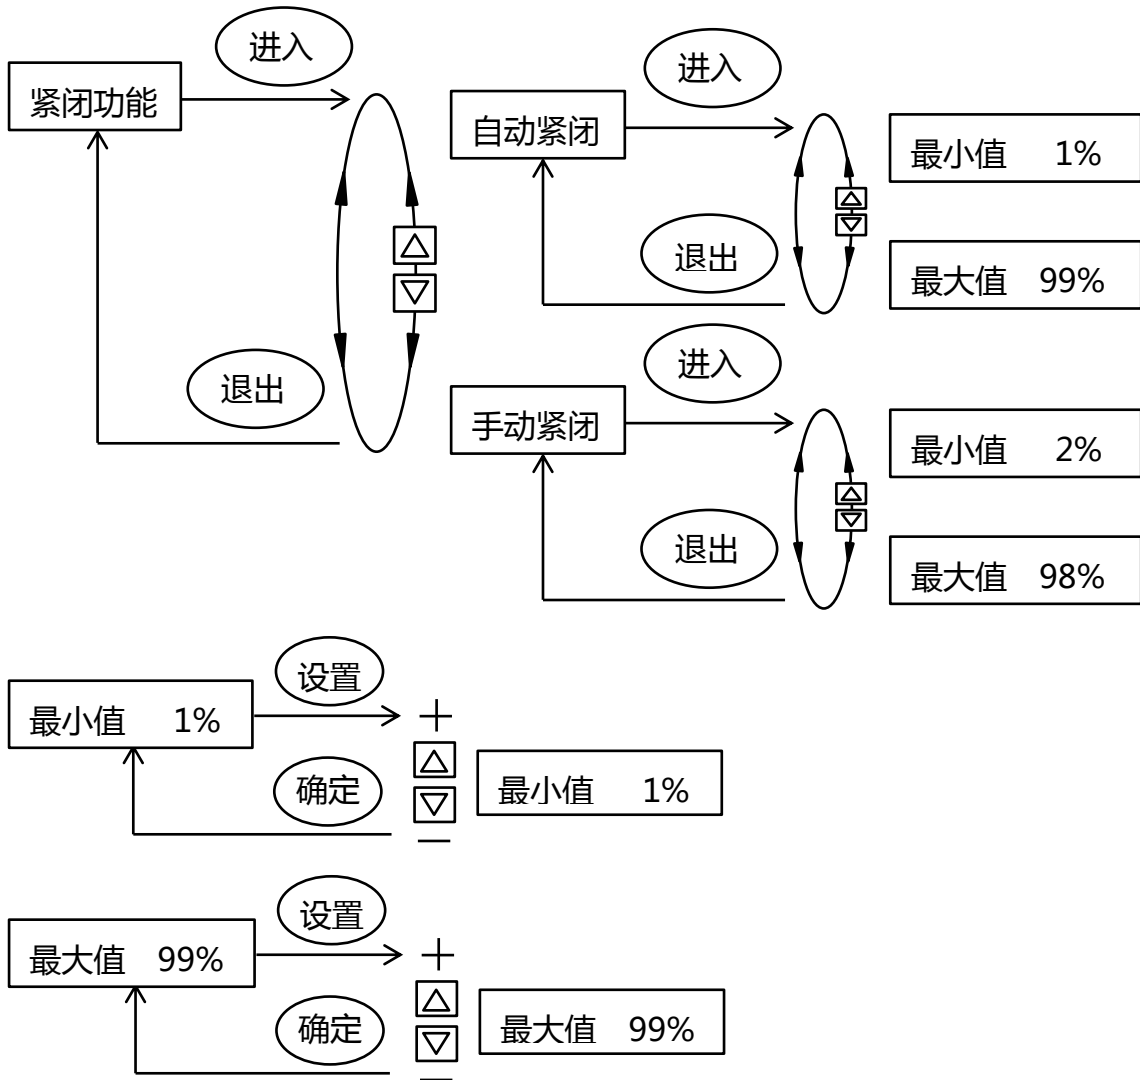 进入
紧闭功能
退出
进入
自动紧闭
最小值 1%
退出
最大值 99%
进入
手动紧闭
最小值 2%
退出
最大值 98%
设置
最小值 1%
确定
最小值 1%
设置
最大值 99%
确定
最大值 99%